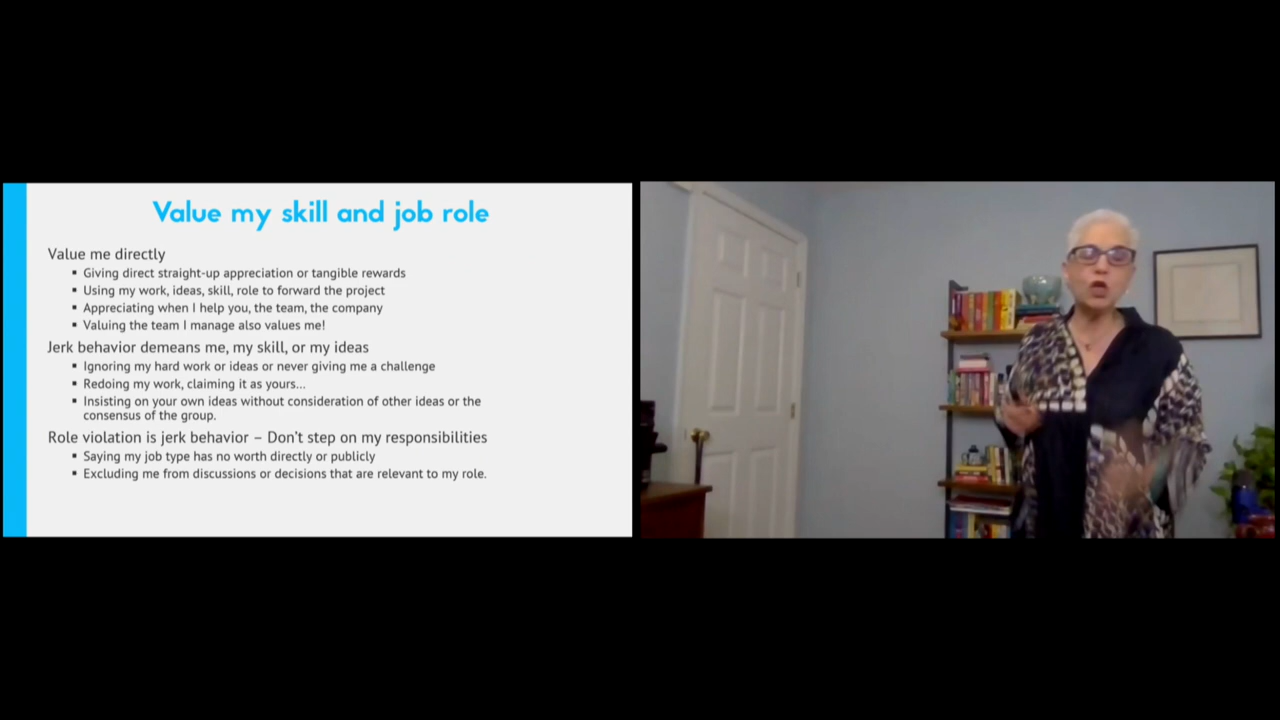 Value my skill and job role
Value me directly
▪ Giving direct straight-up appreciation or tangible rewards
▪ Using my work, ideas, skill, role to forward the project
▪ Appreciating when I help you, the team, the company
▪ Valuing the team I manage also values me!
Jerk behavior demeans me, my skill, or my ideas
▪ Ignoring my hard work or ideas or never giving me a challenge
▪ Redoing my work, claiming it as yours...
▪ Insisting on your own ideas without consideration of other ideas or the
consensus of the group.
Role violation is jerk behavior – Don't step on my responsibilities
▪ Saying my job type has no worth directly or publicly
▪ Excluding me from discussions or decisions that are relevant to my role.